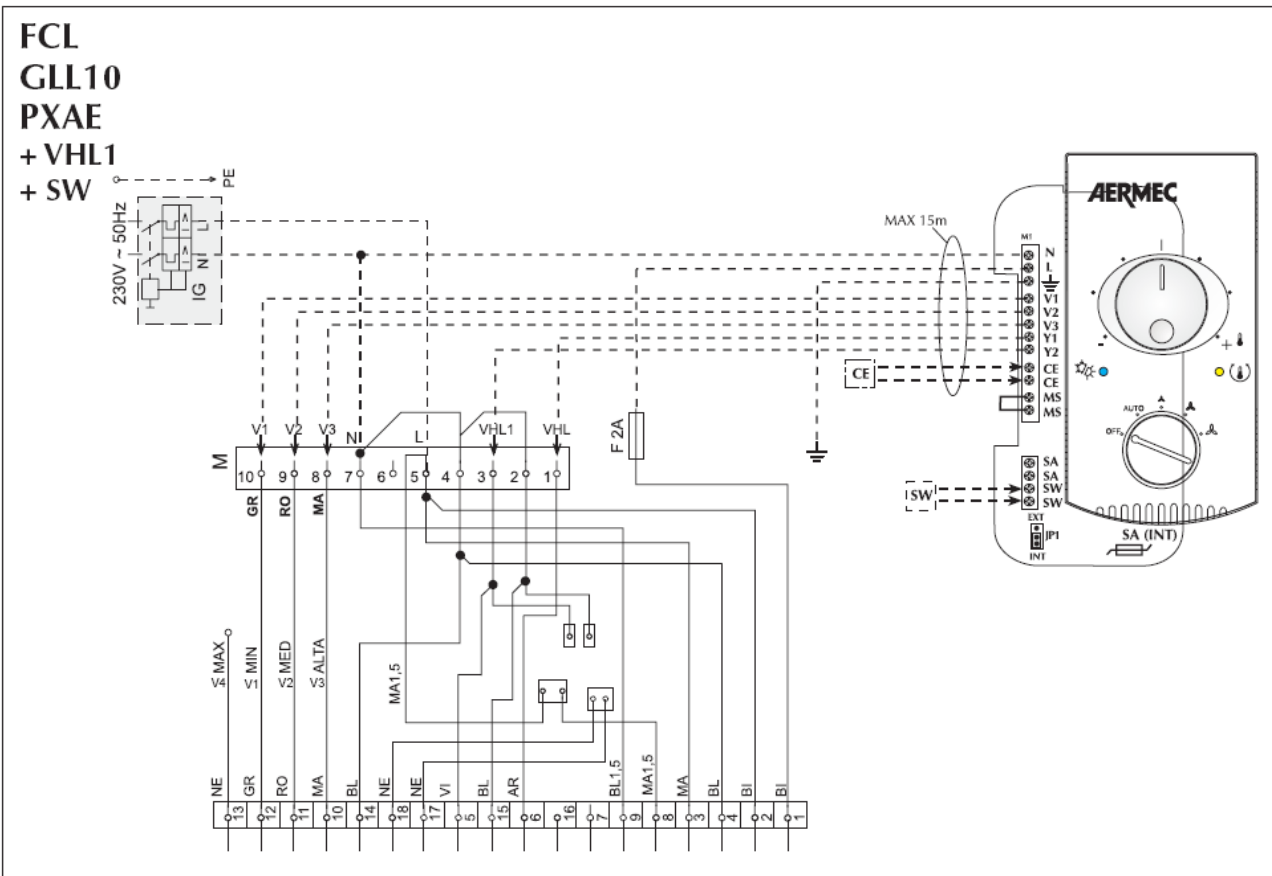 FCL
GLL10
PXAE
+ VHL1
+ SW
PE
230V ~ 50Hz
L
N
IG
MAX 15m
AERMEC
M1
N
L
V1
V2
V3
Y1
Y2
CE
CE
MS
MS
CE
- +
AUTO
OFF
SA
SA
SW
SW
SW
EXT
JP1
INT
SA (INT)
F 2A
V1 V2 V3 N L VHL1 VHL
M
10 9 8 7 6 5 4 3 2 1
GR RO MA
V4 MAX
V1 MIN
V2 MED
V3 ALTA
MA1,5
NE GR RO MA BL NE NE VI BL AR BL1,5 MA1,5 MA BL BI BI
13 12 11 10 14 18 17 5 15 6 16 7 9 8 3 4 2 1